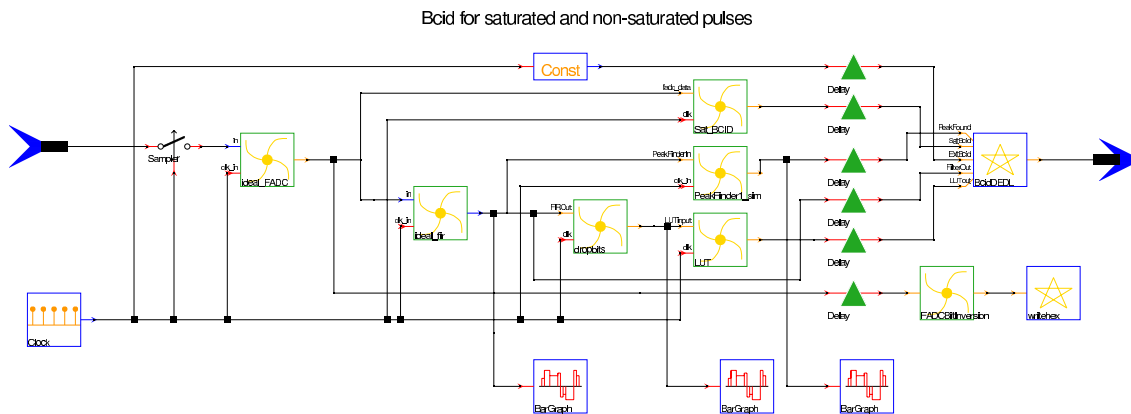 Bcid for saturated and non-saturated pulses
Const
Delay
fadc_data
clk
Sat_BCID
Delay
Sampler
in
clk_in
ideal_FADC
PeakFinderIn
clk_in
PeakFinder1_slim
Delay
PeakFound
SatBcid
ExtBcid
FilterOut
LUTout
BcidDEDL
in
clk_in
ideal_fir
FIROut
clk
dropbits
LUTinput
clk
LUT
Delay
Delay
Clock
Delay
FADCBitInversion
writehex
BarGraph
BarGraph
BarGraph